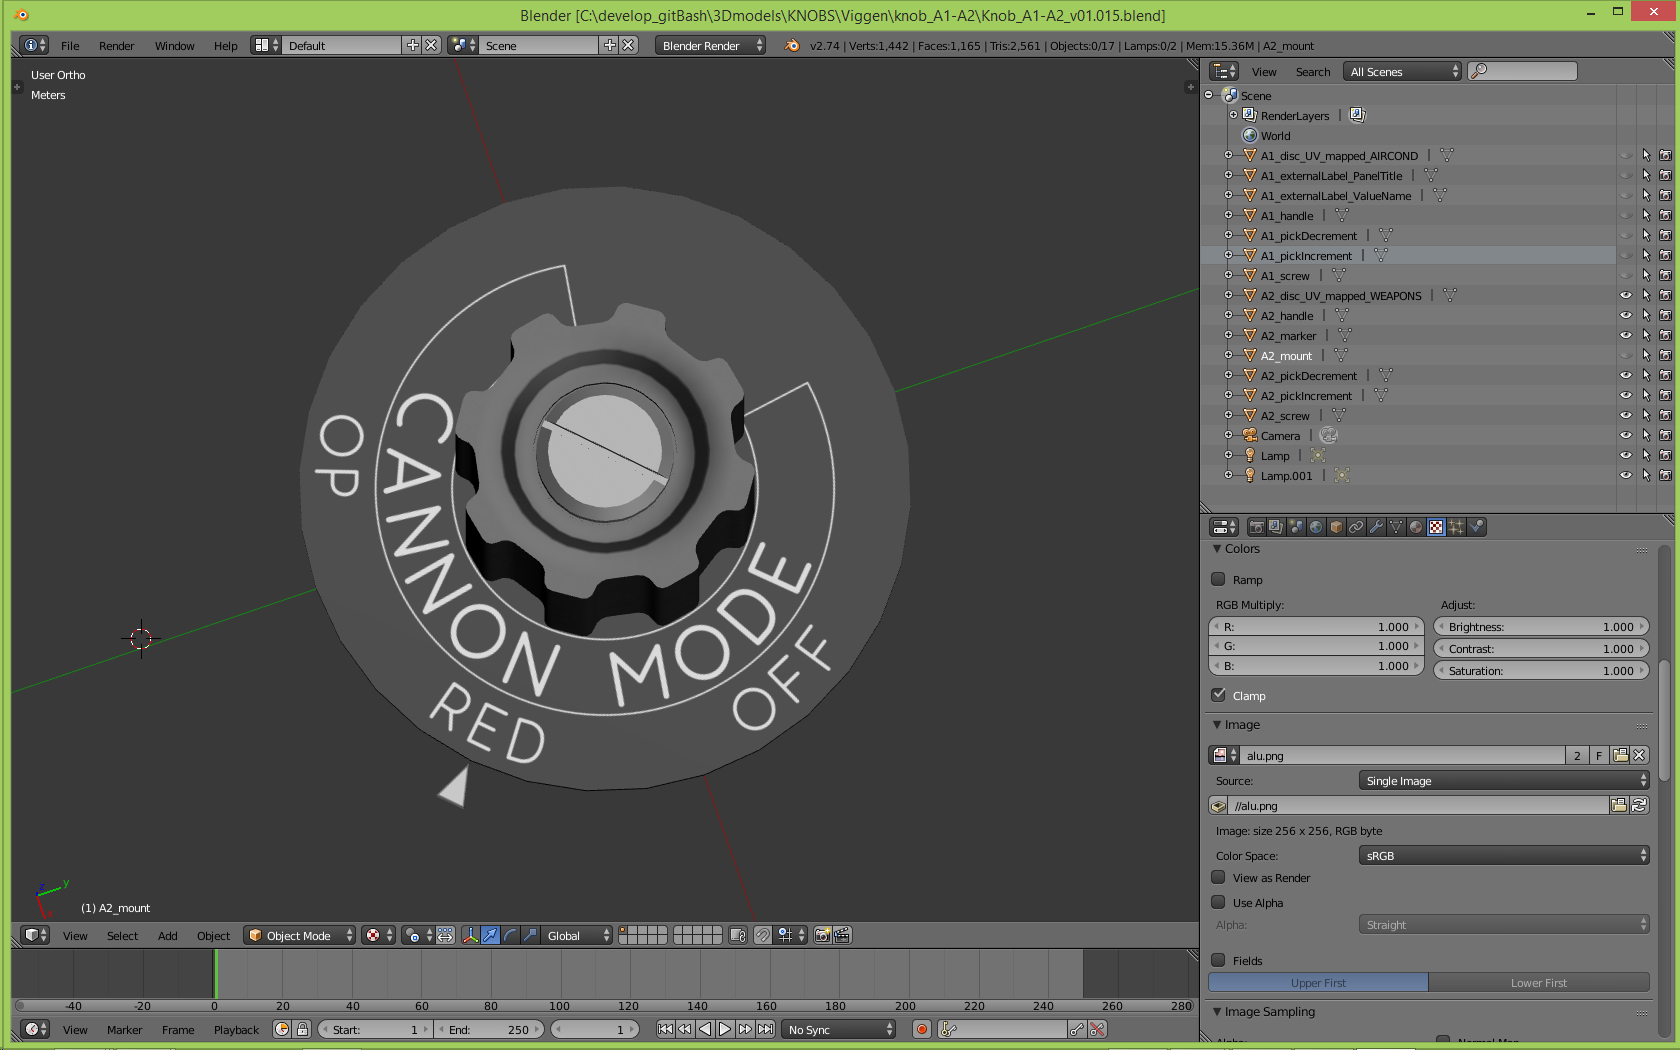 Blender [C:\develop_gitBash\3Dmodels\KNOBS\Viggen\knob_A1-A2\Knob_A1-A2_v01.015.blend]
File Render Window Help Default Scene Blender Render v2.74 | Verts:1,442 | Faces:1,165 | Tris:2,561 | Objects:0/17 | Lamps:0/2 | Mem:15.36M | A2_mount
User Ortho
Meters
OP
CANNON MODE
RED
OFF
z y
(1) A2_mount
View Select Add Object Object Mode Global
-40 -20 0 20 40 60 80 100 120 140 160 180 200 220 240 260 280
View Marker Frame Playback Start: 1 End: 250 1 No Sync
View Search All Scenes
Scene
RenderLayers |
World
A1_disc_UV_mapped_AIRCOND |
A1_externalLabel_PanelTitle |
A1_externalLabel_ValueName |
A1_handle |
A1_pickDecrement |
A1_pickIncrement |
A1_screw |
A2_disc_UV_mapped_WEAPONS |
A2_handle |
A2_marker |
A2_mount |
A2_pickDecrement |
A2_pickIncrement |
A2_screw |
Camera |
Lamp |
Lamp.001 |
Colors
Ramp
RGB Multiply: Adjust:
R: 1.000 Brightness: 1.000
G: 1.000 Contrast: 1.000
B: 1.000 Saturation: 1.000
Clamp
Image
alu.png 2 F
Source: Single Image
//alu.png
Image: size 256 x 256, RGB byte
Color Space: sRGB
View as Render
Use Alpha
Alpha: Straight
Fields
Upper First Lower First
Image Sampling